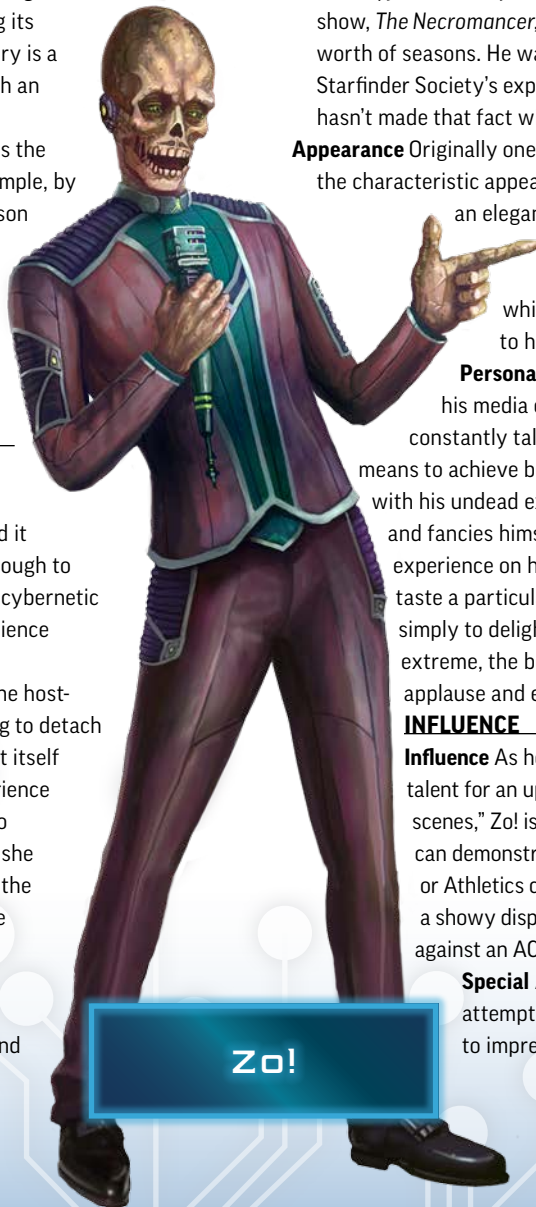 g its
ry is a
h an
s the
mple, by
son
d it
ough to
cybernetic
ience
he host-
g to detach
t itself
rience
o
she
the
e
nd
show, The Necromancer,
worth of seasons. He wa
Starfinder Society's exp
hasn't made that fact w
Appearance Originally one
the characteristic appea
an elegan
whi
to h
Persona
his media e
constantly tal
means to achieve b
with his undead ex
and fancies hims
experience on h
taste a particul
simply to deligh
extreme, the b
applause and e
INFLUENCE
Influence As ho
talent for an up
scenes," Zo! is
can demonstr
or Athletics c
a showy disp
against an AC
Special
attempt
to impre
Zo!